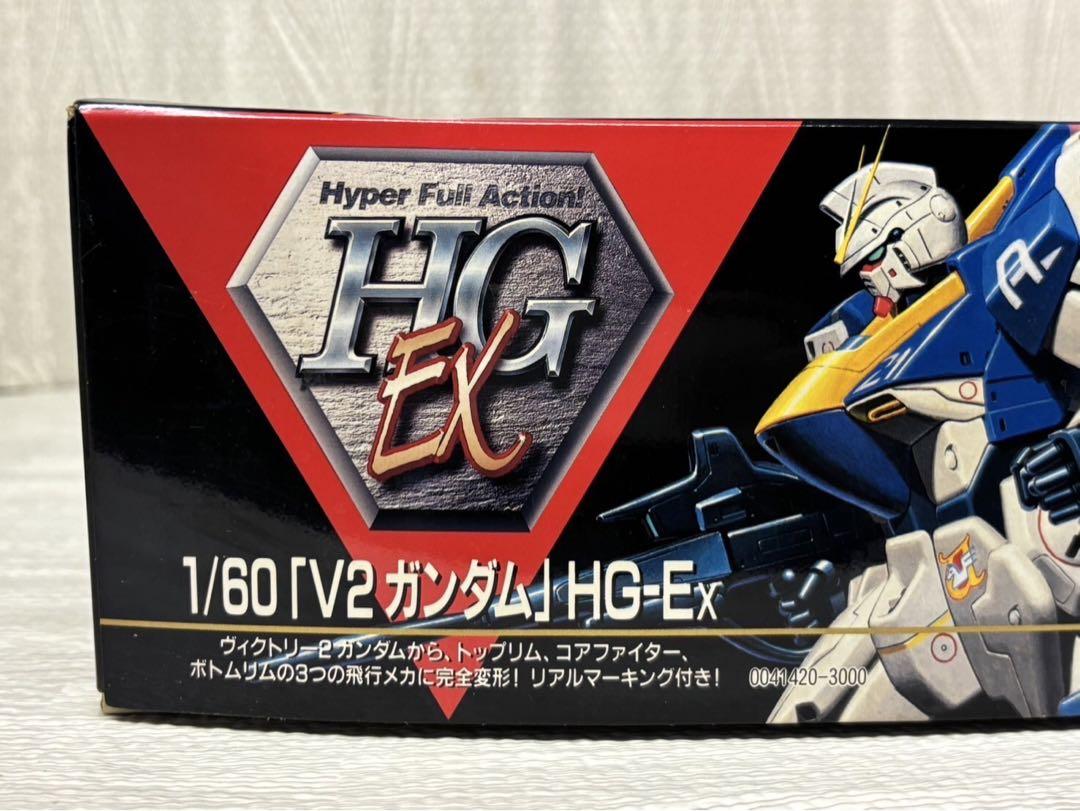 Hyper Full Action!
HG
EX
A
21
1/60「V2ガンダム」HG-EX
ヴィクトリー2ガンダムから、トップリム、コアファイター、
ボトムリムの3つの飛行メカに完全変形! リアルマーキング付き! 0041420-3000